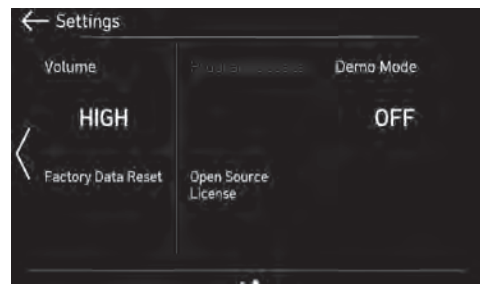 Settings
Volume
Demo Mode
HIGH
OFF
Factory Data Reset
Open Source
License